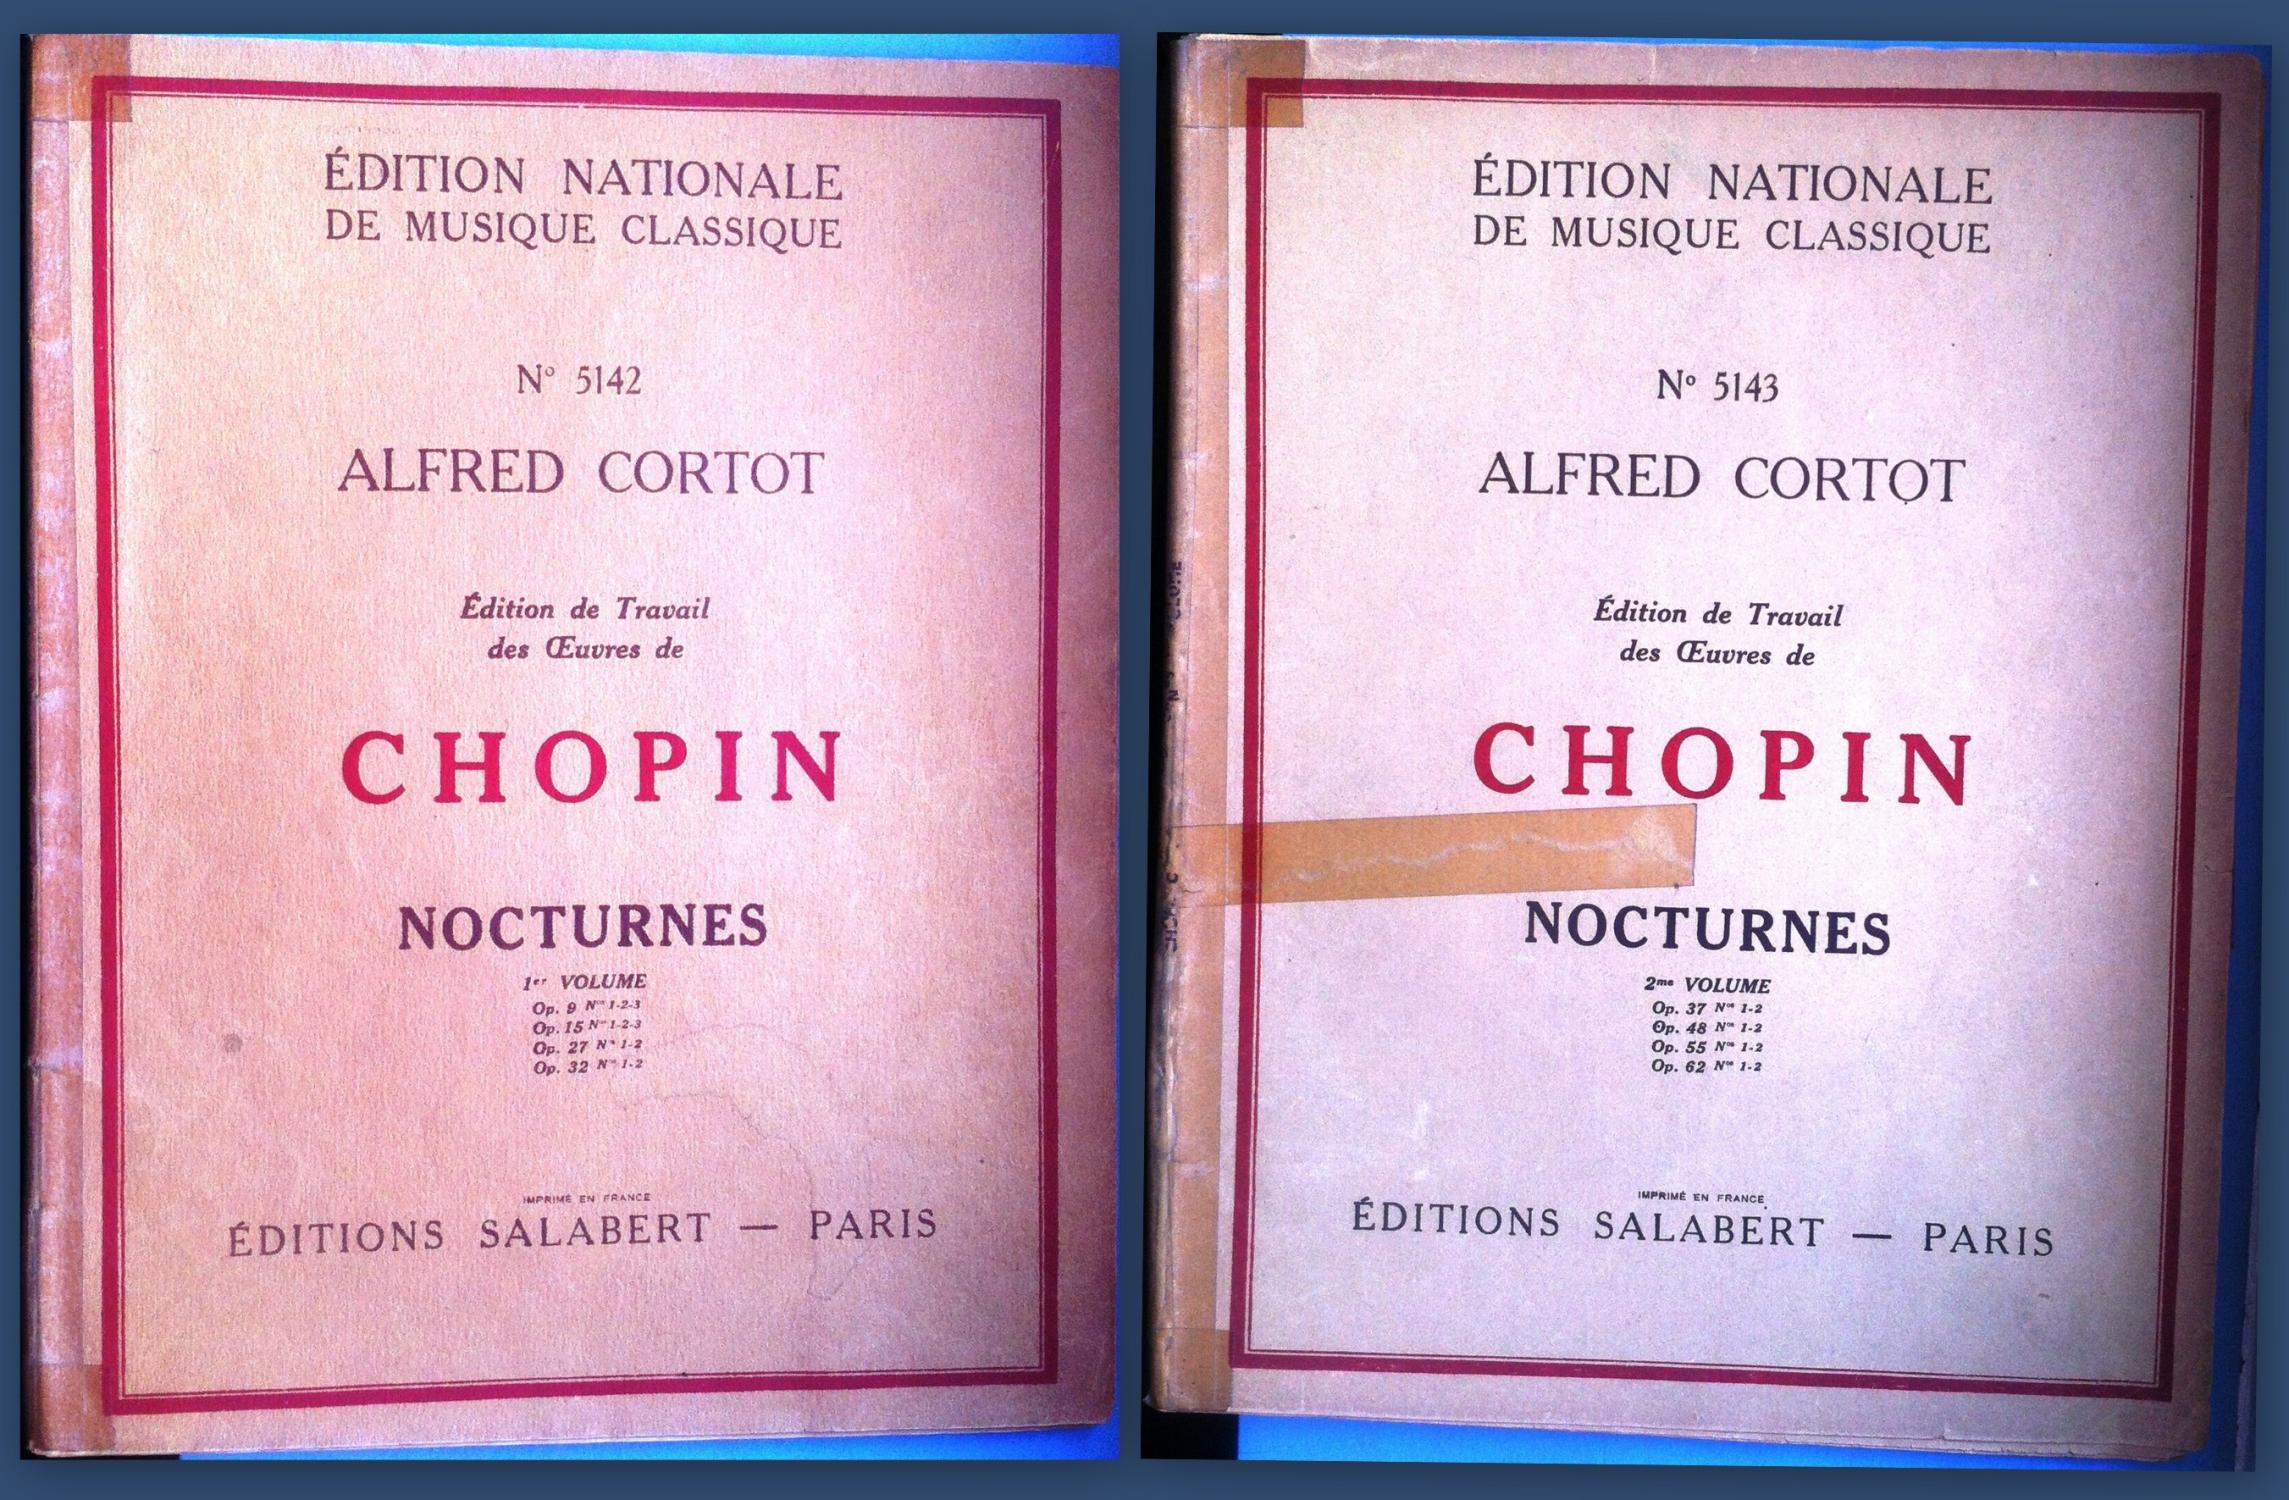 ÉDITION NATIONALE
DE MUSIQUE CLASSIQUE
N° 5142
ALFRED CORTOT
Édition de Travail
des Œuvres de
CHOPIN
NOCTURNES
1er VOLUME
Op. 9 Nos 1-2-3
Op. 15 Nos 1-2-3
Op. 27 Nos 1-2
Op. 32 Nos 1-2
IMPRIMÉ EN FRANCE
ÉDITIONS SALABERT — PARIS
ÉDITION NATIONALE
DE MUSIQUE CLASSIQUE
No 5143
ALFRED CORTOT
Édition de Travail
des Œuvres de
CHOPIN
NOCTURNES
2me VOLUME
Op. 37 Nos 1-2
Op. 48 Nos 1-2
Op. 55 Nos 1-2
Op. 62 Nos 1-2
IMPRIMÉ EN FRANCE
ÉDITIONS SALABERT — PARIS